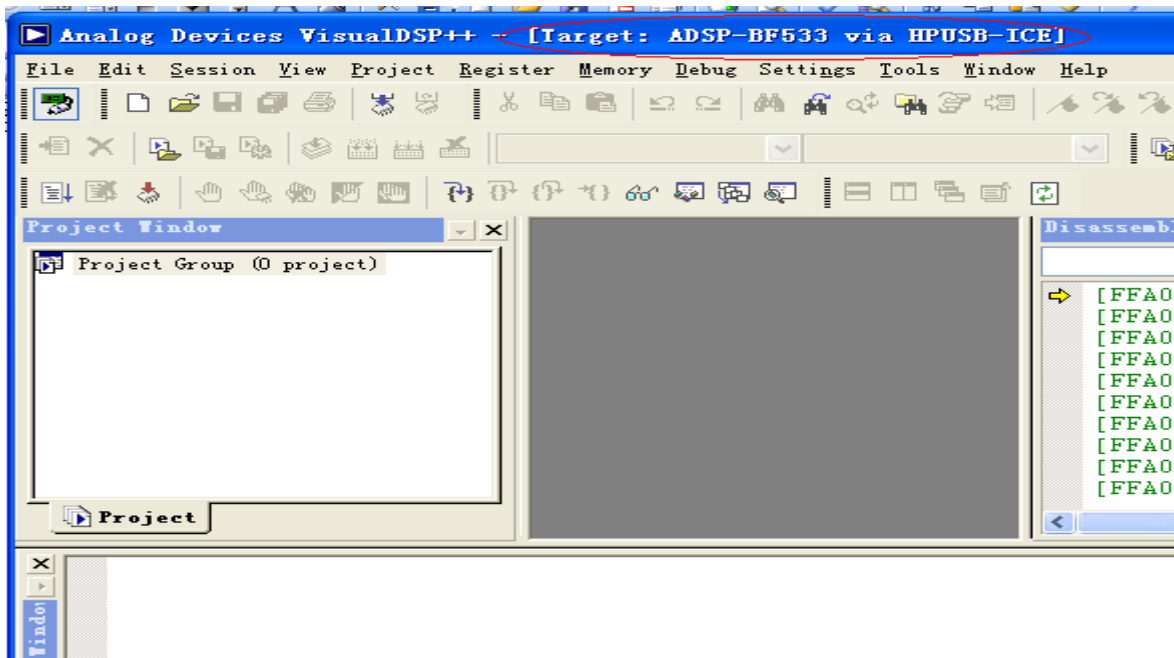 Analog Devices VisualDSP++ - [Target: ADSP-BF533 via HPUSB-ICE]
File Edit Session View Project Register Memory Debug Settings Tools Window Help
Project Window
Project Group (0 project)
Project
Disassembl
[FFA0
[FFA0
[FFA0
[FFA0
[FFA0
[FFA0
[FFA0
[FFA0
[FFA0
[FFA0